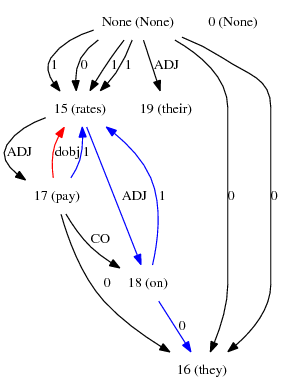 None (None) 0 (None)
1 0 1 1 ADJ
15 (rates) 19 (their)
ADJ dobj 1
17 (pay) ADJ 1 0 0
CO
0 18 (on)
0
16 (they)